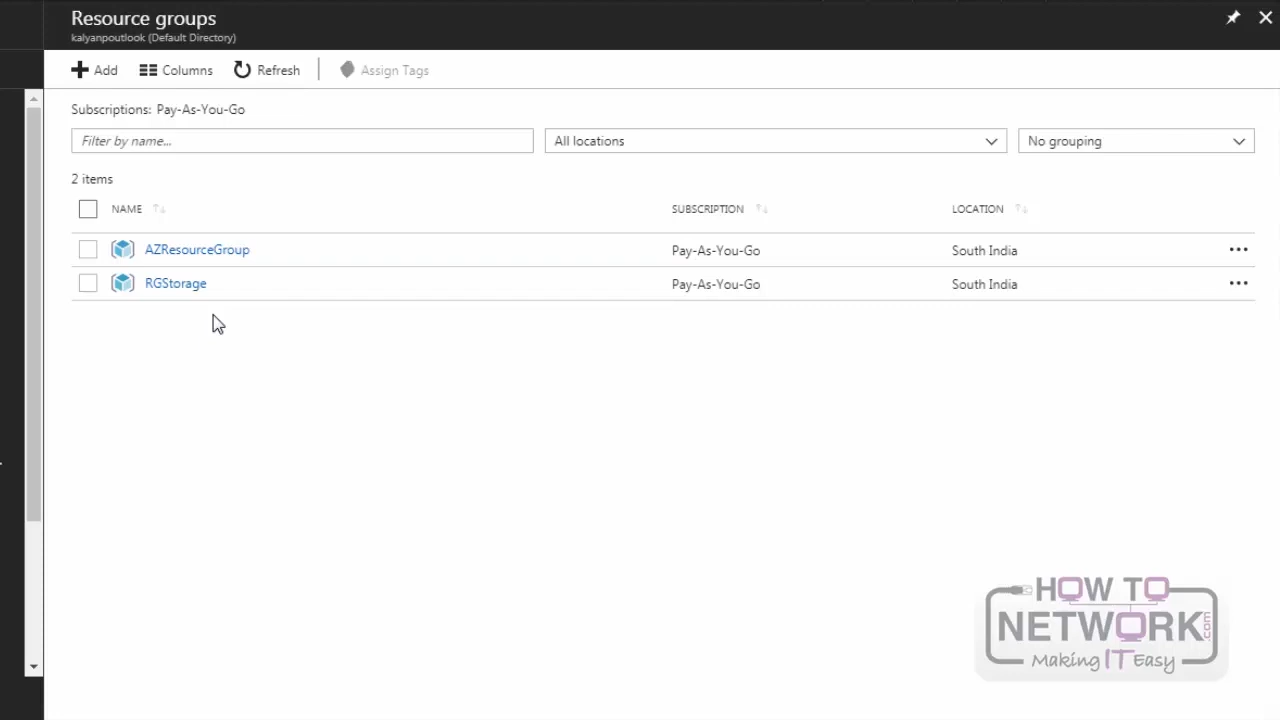 Resource groups
kalyanpoutlook (Default Directory)
Add Columns Refresh Assign Tags
Subscriptions: Pay-As-You-Go
Filter by name... All locations No grouping
2 items
NAME SUBSCRIPTION LOCATION
AZResourceGroup Pay-As-You-Go South India
RGStorage Pay-As-You-Go South India
HOW TO
NETWORK.com
Making IT Easy